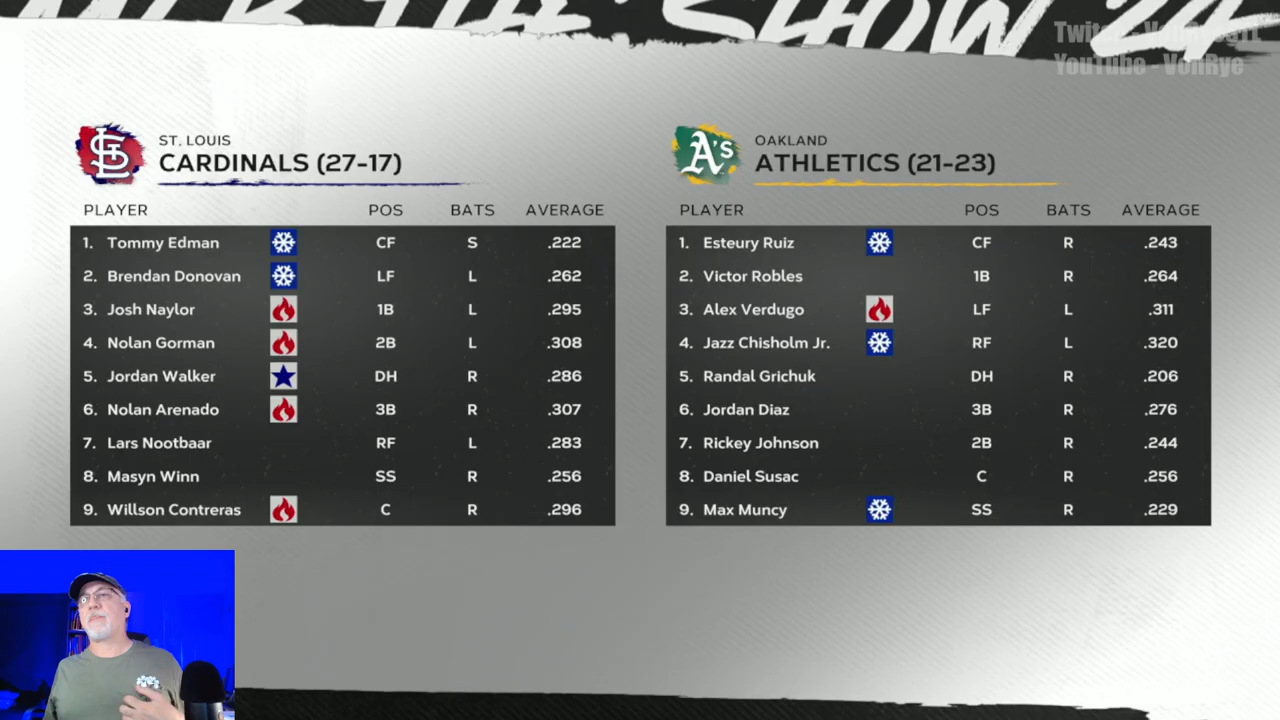 MLB THE SHOW 24
YouTube - VonRye
ST. LOUIS
CARDINALS (27-17)
PLAYER POS BATS AVERAGE
1. Tommy Edman CF S .222
2. Brendan Donovan LF L .262
3. Josh Naylor 1B L .295
4. Nolan Gorman 2B L .308
5. Jordan Walker DH R .286
6. Nolan Arenado 3B R .307
7. Lars Nootbaar RF L .283
8. Masyn Winn SS R .256
9. Willson Contreras C R .296
OAKLAND
A's
ATHLETICS (21-23)
PLAYER POS BATS AVERAGE
1. Esteury Ruiz CF R .243
2. Victor Robles 1B R .264
3. Alex Verdugo LF L .311
4. Jazz Chisholm Jr. RF L .320
5. Randal Grichuk DH R .206
6. Jordan Diaz 3B R .276
7. Rickey Johnson 2B R .244
8. Daniel Susac C R .256
9. Max Muncy SS R .229